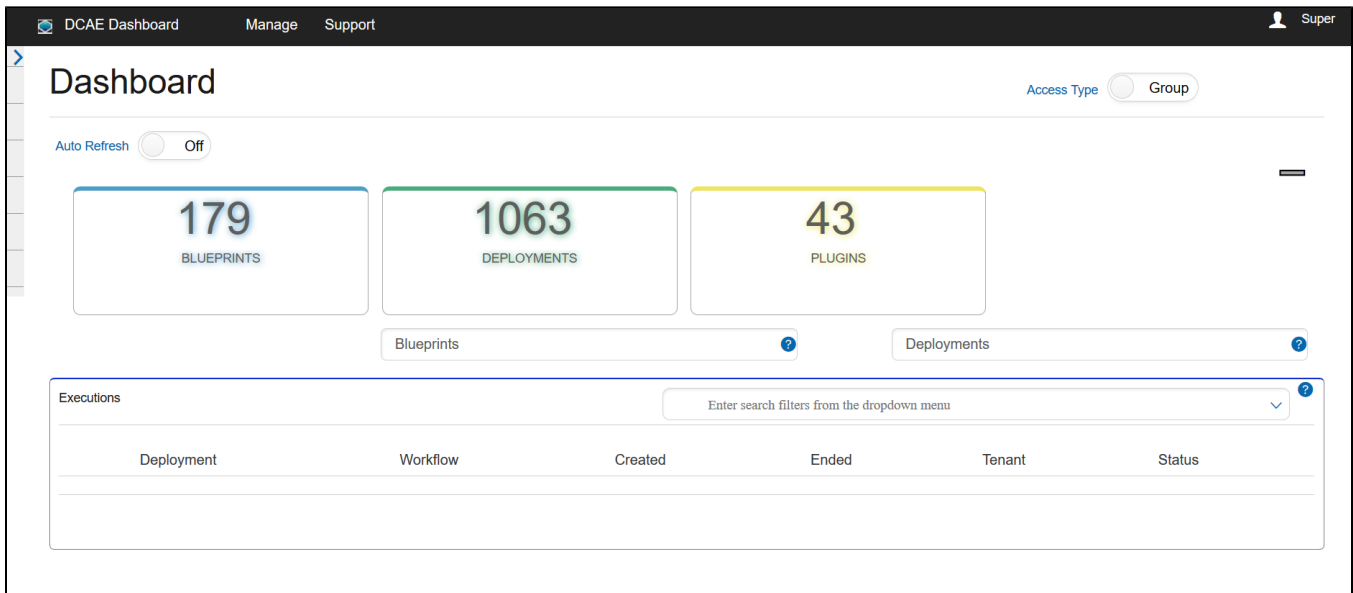 DCAE Dashboard Manage Support Super
Dashboard
Access Type Group
Auto Refresh Off
179 1063 43
BLUEPRINTS DEPLOYMENTS PLUGINS
Blueprints ? Deployments ?
Executions Enter search filters from the dropdown menu ?
Deployment Workflow Created Ended Tenant Status